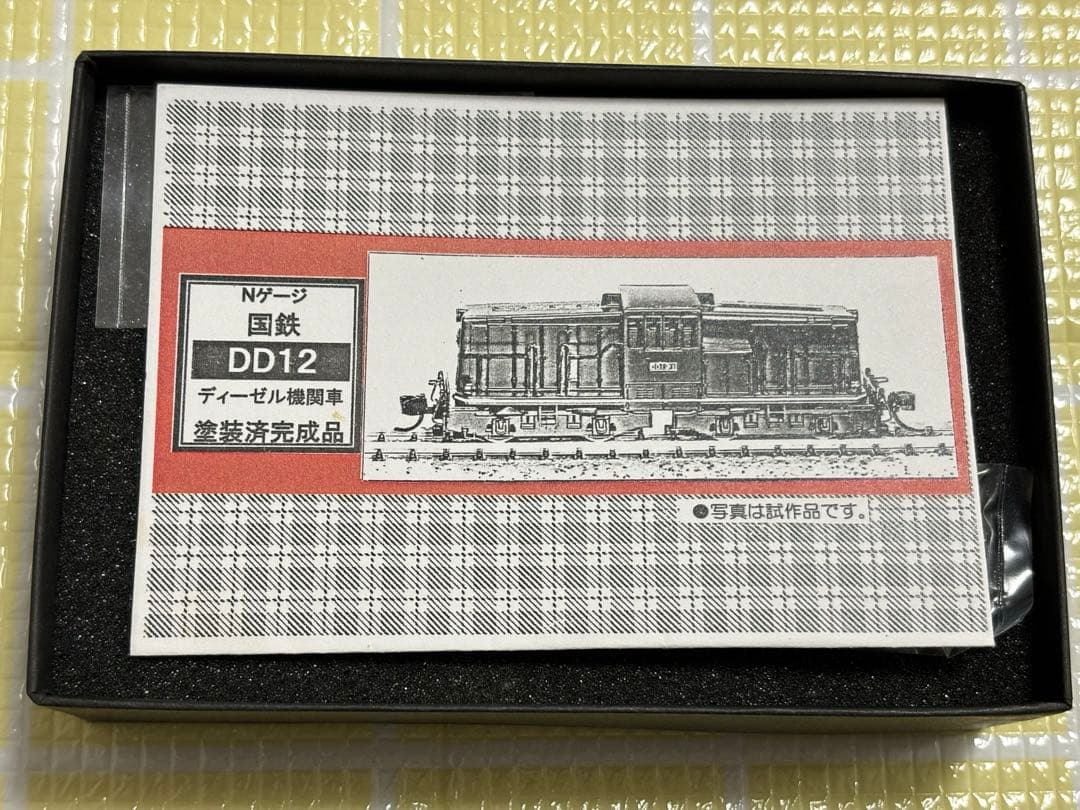 Nゲージ
国鉄
DD12
ディーゼル機関車
塗装済完成品
●写真は試作品です。